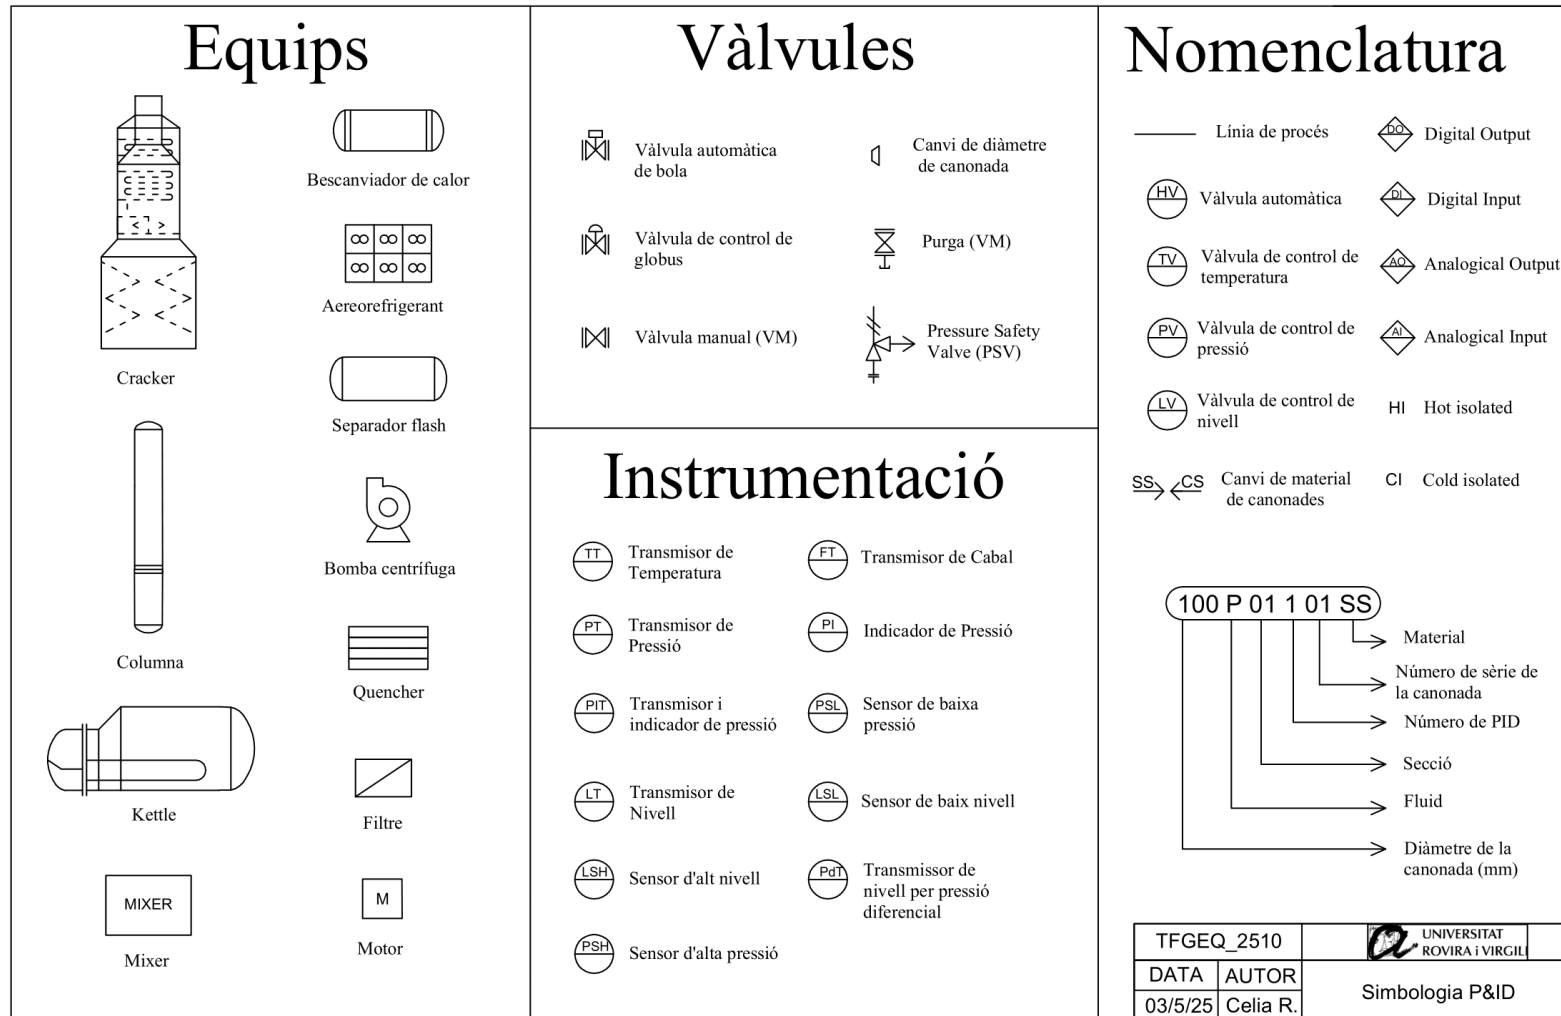 Equips
Cracker
Columna
Kettle
MIXER
Mixer
Bescanviador de calor
Aereorefrigerant
Separador flash
Bomba centrífuga
Quencher
Filtre
M
Motor
Vàlvules
Vàlvula automàtica
de bola
Vàlvula de control de
globus
Vàlvula manual (VM)
Canvi de diàmetre
de canonada
Purga (VM)
Pressure Safety
Valve (PSV)
Instrumentació
TT
Transmisor de
Temperatura
PT
Transmisor de
Pressió
PIT
Transmisor i
indicador de pressió
LT
Transmisor de
Nivell
LSH
Sensor d'alt nivell
PSH
Sensor d'alta pressió
FT
Transmisor de Cabal
PI
Indicador de Pressió
PSL
Sensor de baixa
pressió
LSL
Sensor de baix nivell
PdT
Transmissor de
nivell per pressió
diferencial
Nomenclatura
Línia de procés
HV
Vàlvula automàtica
TV
Vàlvula de control de
temperatura
PV
Vàlvula de control de
pressió
LV
Vàlvula de control de
nivell
SS CS
Canvi de material
de canonades
DO
Digital Output
DI
Digital Input
AO
Analogical Output
AI
Analogical Input
HI Hot isolated
CI Cold isolated
100 P 01 1 01 SS
Material
Número de sèrie de
la canonada
Número de PID
Secció
Fluid
Diàmetre de la
canonada (mm)
TFGEQ_2510
UNIVERSITAT
ROVIRA i VIRGILI
DATA AUTOR
03/5/25 Celia R.
Simbologia P&ID